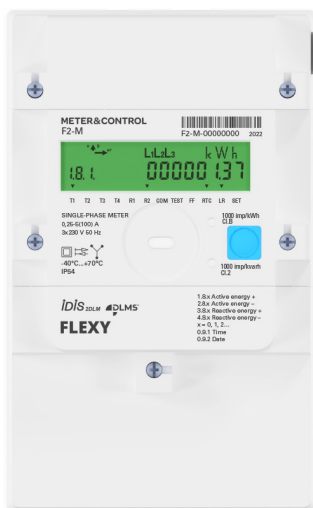 METER&CONTROL
F2-M
F2-M-00000000 2022
L1L2L3 kWh
1.8.1. 000001.37
T1 T2 T3 T4 R1 R2 COM TEST FF RTC LR SET
SINGLE-PHASE METER
0,25-5(100) A
3x230 V 50 Hz
1000 imp/kWh
Cl.B
-40°C...+70°C
IP54
1000 imp/kvarh
Cl.2
idis 2DLM DLMS
FLEXY
1.8.x Active energy +
2.8.x Active energy –
3.8.x Reactive energy +
4.8.x Reactive energy –
x = 0, 1, 2...
0.9.1 Time
0.9.2 Date